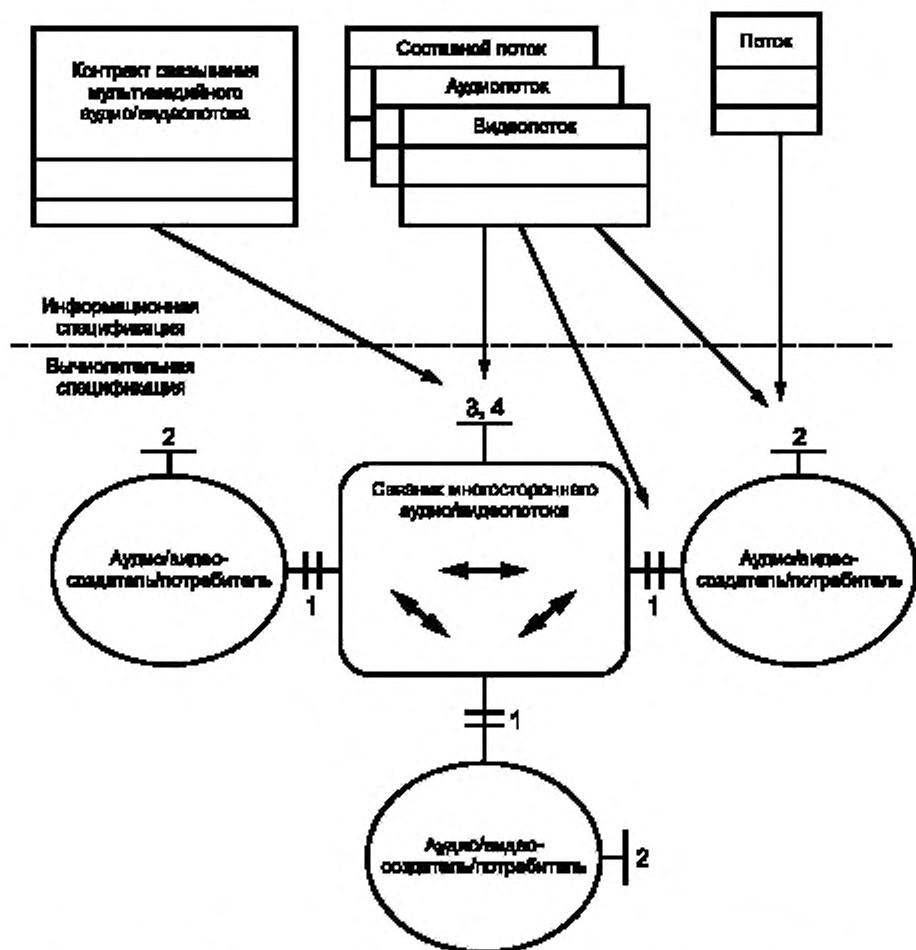 Контракт связывания
мультимедийного
аудио/видеопотока
Составной поток
Аудиопоток
Видеопоток
Поток
Информационная
спецификация
Вычислительная
спецификация
3, 4
2
2
Связник многостороннего
аудио/видеопотока
Аудио/видео-
создатель/потребитель
Аудио/видео-
создатель/потребитель
1
1
1
Аудио/видео-
создатель/потребитель
2